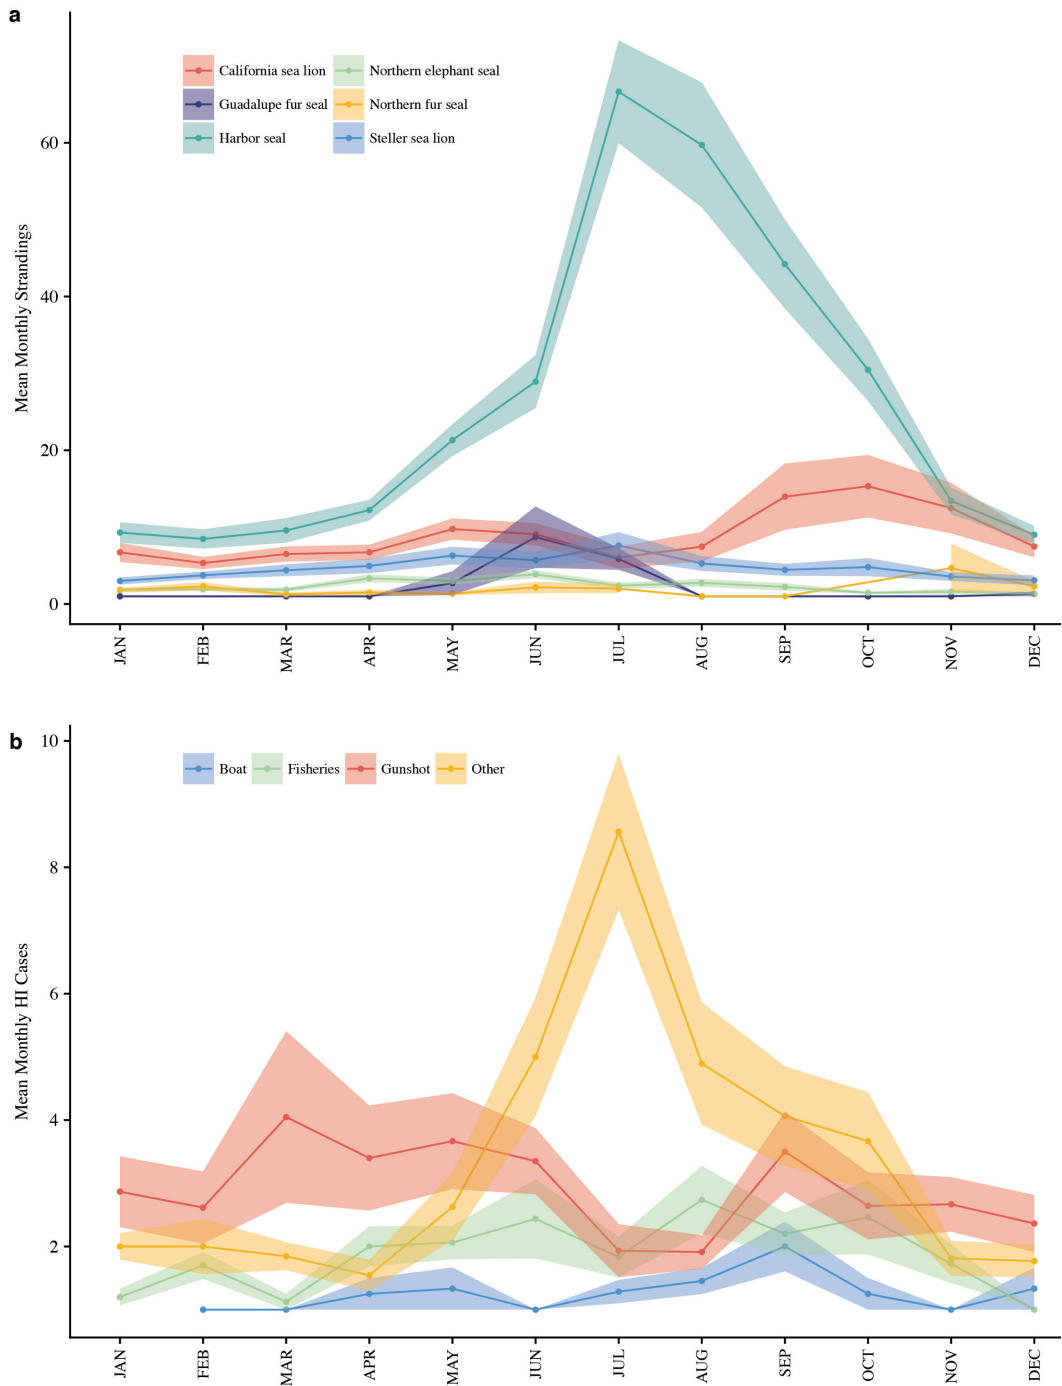 a
California sea lion Northern elephant seal
Guadalupe fur seal Northern fur seal
Harbor seal Steller sea lion
Mean Monthly Strandings
60
40
20
0
JAN FEB MAR APR MAY JUN JUL AUG SEP OCT NOV DEC
b
Boat Fisheries Gunshot Other
Mean Monthly HI Cases
10
8
6
4
2
JAN FEB MAR APR MAY JUN JUL AUG SEP OCT NOV DEC